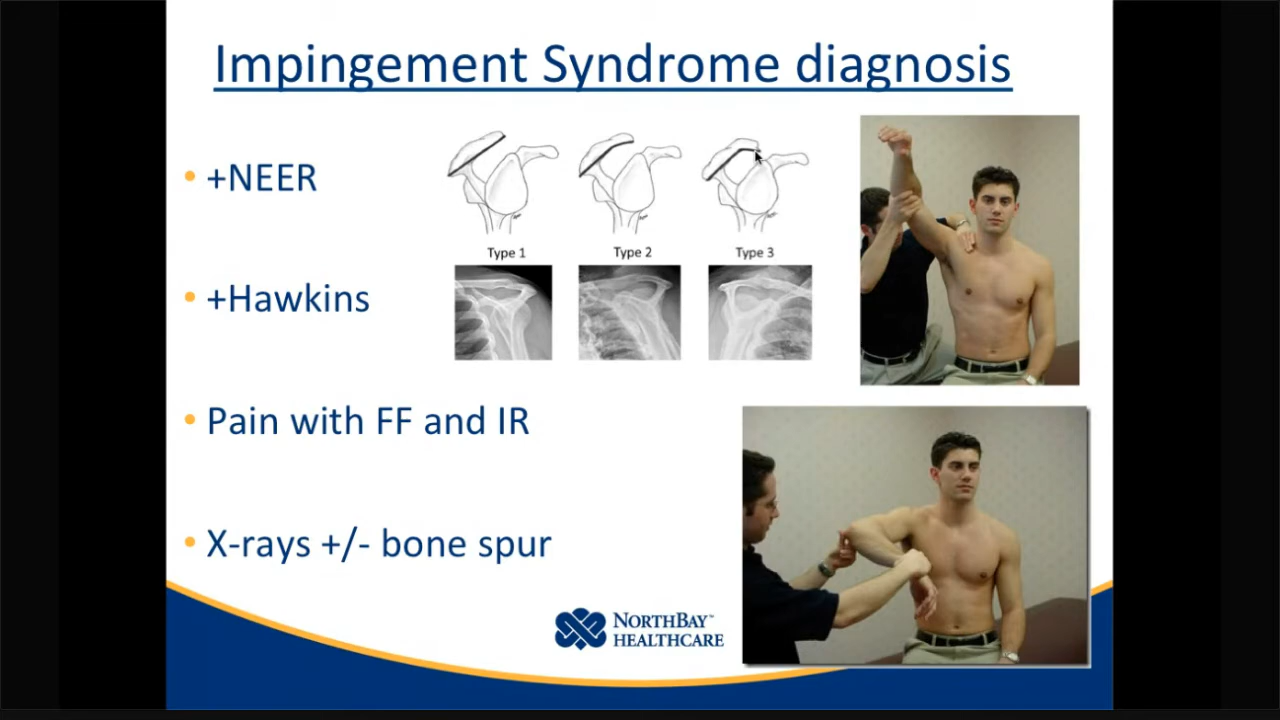 Impingement Syndrome diagnosis
• +NEER
• +Hawkins
• Pain with FF and IR
• X-rays +/- bone spur
Type 1
Type 2
Type 3
NORTHBAY™
HEALTHCARE